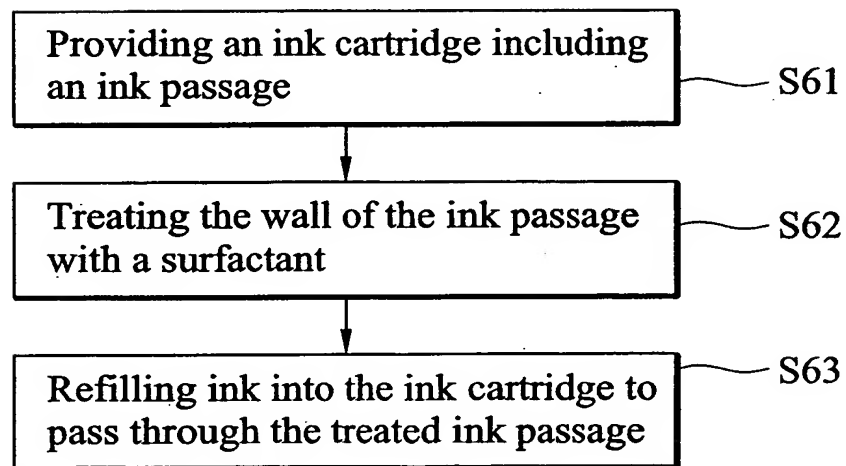 Providing an ink cartridge including
an ink passage
S61
Treating the wall of the ink passage
with a surfactant
S62
Refilling ink into the ink cartridge to
pass through the treated ink passage
S63